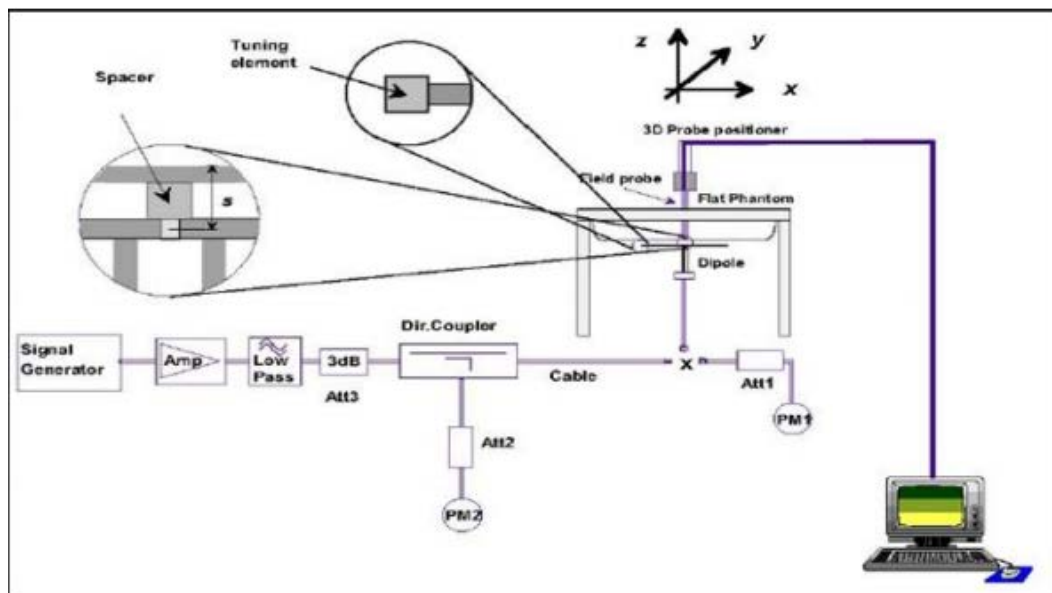 Tuning
element
Spacer
s
z
y
x
3D Probe positioner
Field probe
Flat Phantom
Dipole
Dir.Coupler
Signal
Generator
Amp
Low
Pass
3dB
Att3
Cable
x
Att1
PM1
Att2
PM2